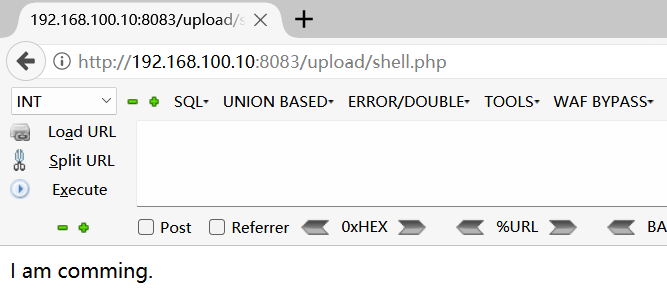 192.168.100.10:8083/upload/s
http://192.168.100.10:8083/upload/shell.php
INT SQL UNION BASED ERROR/DOUBLE TOOLS WAF BYPASS
Load URL
Split URL
Execute
Post Referrer 0xHEX %URL BA
I am comming.